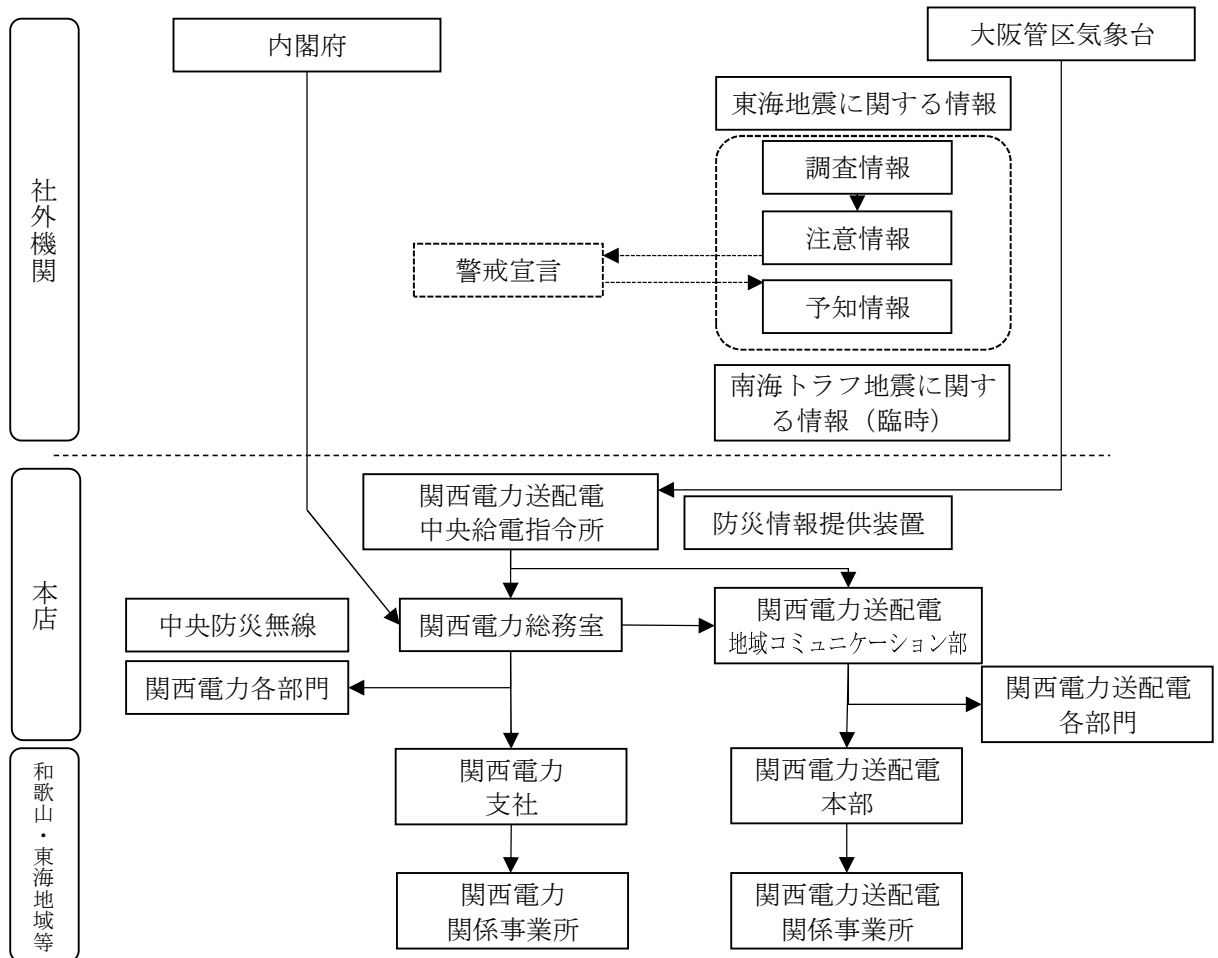 社外機関
内閣府
大阪管区気象台
東海地震に関する情報
調査情報
注意情報
警戒宣言
予知情報
南海トラフ地震に関す
る情報（臨時）
本店
関西電力送配電
中央給電指令所
防災情報提供装置
中央防災無線
関西電力総務室
関西電力送配電
地域コミュニケーション部
関西電力各部門
関西電力送配電
各部門
和歌山・東海地域等
関西電力
支社
関西電力送配電
本部
関西電力
関係事業所
関西電力送配電
関係事業所